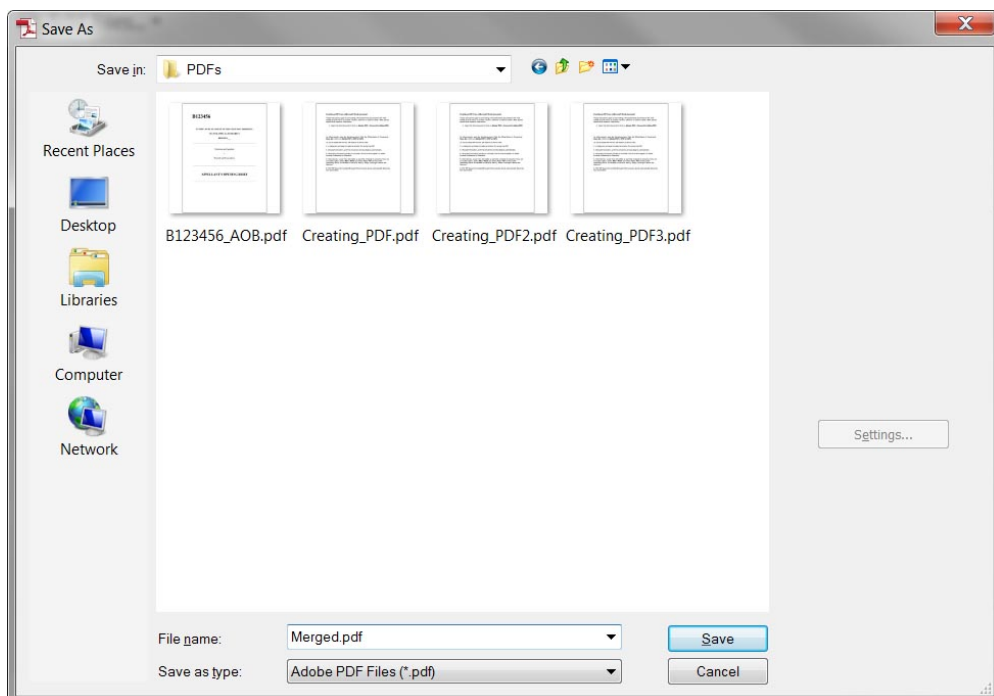 Save As
Save in:
PDFs
Recent Places
Desktop
Libraries
Computer
Network
B123456
B123456_AOB.pdf
Creating_PDF.pdf
Creating_PDF2.pdf
Creating_PDF3.pdf
Settings...
File name:
Merged.pdf
Save
Save as type:
Adobe PDF Files (*.pdf)
Cancel